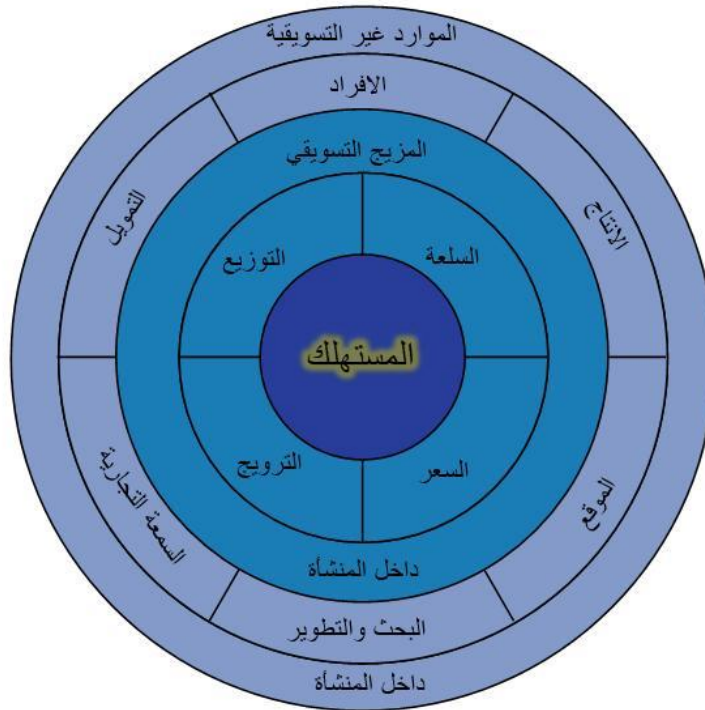 الموارد غير التسويقية
الافراد
المزيج التسويقي
التمويل
الانتاج
التوزيع
السلعة
المستهلك
الترويج
السعر
السمعة التجارية
الموقع
داخل المنشأة
البحث والتطوير
داخل المنشأة